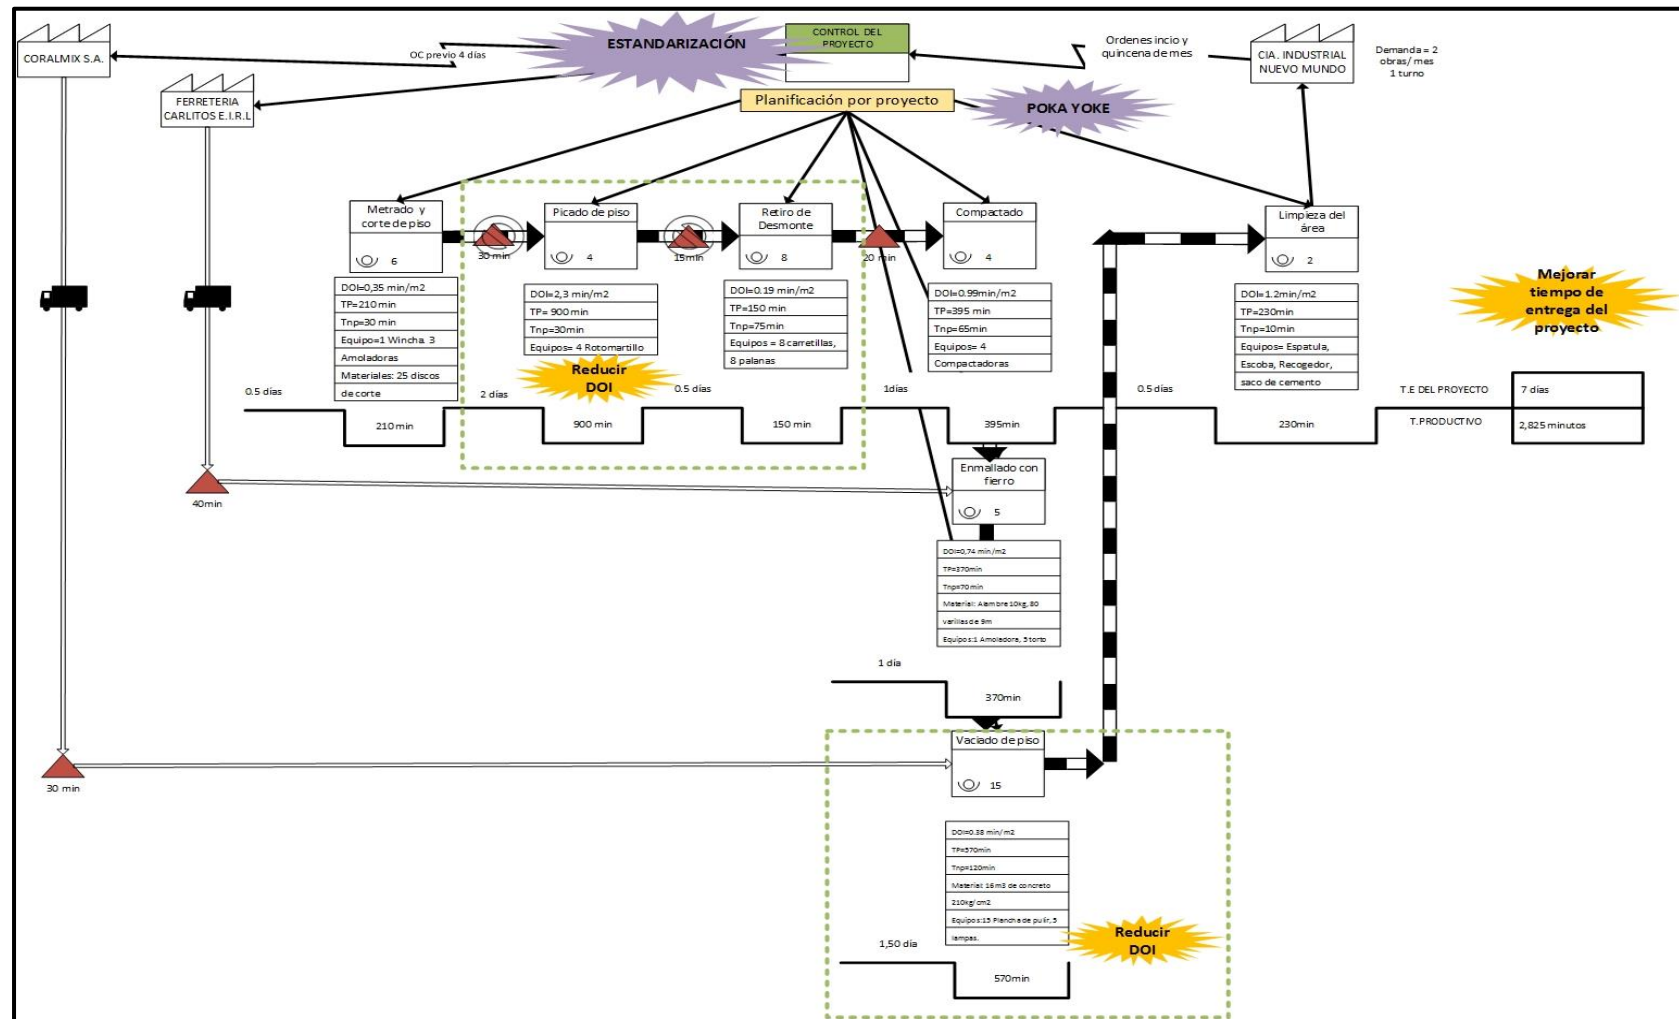 CORALMIX S.A.
OC previo 4 días
ESTANDARIZACIÓN
CONTROL DEL
PROYECTO
Ordenes incio y
quincena de mes
CIA. INDUSTRIAL
NUEVO MUNDO
Demanda = 2
obras/ mes
1 turno
FERRETERIA
CARLITOS E.I.R.L
Planificación por proyecto
POKA YOKE
Metrado y
corte de piso
6
30 min
Picado de piso
4
15min
Retiro de
Desmonte
8
20 min
Compactado
4
Limpieza del
área
2
DOI=0,35 min/m2
TP=210 min
Tnp=30 min
Equipo=1 Wincha. 3
Amoladoras
Materiales: 25 discos
de corte
DOI=2,3 min/m2
TP= 900 min
Tnp=30min
Equipos= 4 Rotomartillo
DOI=0.19 min/m2
TP=150 min
Tnp=75min
Equipos = 8 carretillas,
8 palanas
DOI=0.99min/m2
TP=395 min
Tnp=65min
Equipos= 4
Compactadoras
DOI=1.2min/m2
TP=230min
Tnp=10min
Equipos= Espatula,
Escoba, Recogedor,
saco de cemento
Mejorar
tiempo de
entrega del
proyecto
Reducir
DOI
0.5 días
2 días
0.5 días
1días
0.5 días
T.E DEL PROYECTO
7 días
210 min
900 min
150 min
395min
230min
T.PRODUCTIVO
2,825 minutos
40min
Enmallado con
fierro
5
DOI=0,74 min/m2
TP=370min
Tnp=70min
Material: Alambre 10kg, 80
varillas de 9m
Equipos:1 Amoladora, 5 torto
1 día
370min
30 min
Vaciado de piso
15
DOI=0.38 min/m2
TP=570min
Tnp=120min
Material: 16 m3 de concreto
210kg/cm2
Equipos:15 Plancha de pulir, 5
lampas.
Reducir
DOI
1,50 día
570min